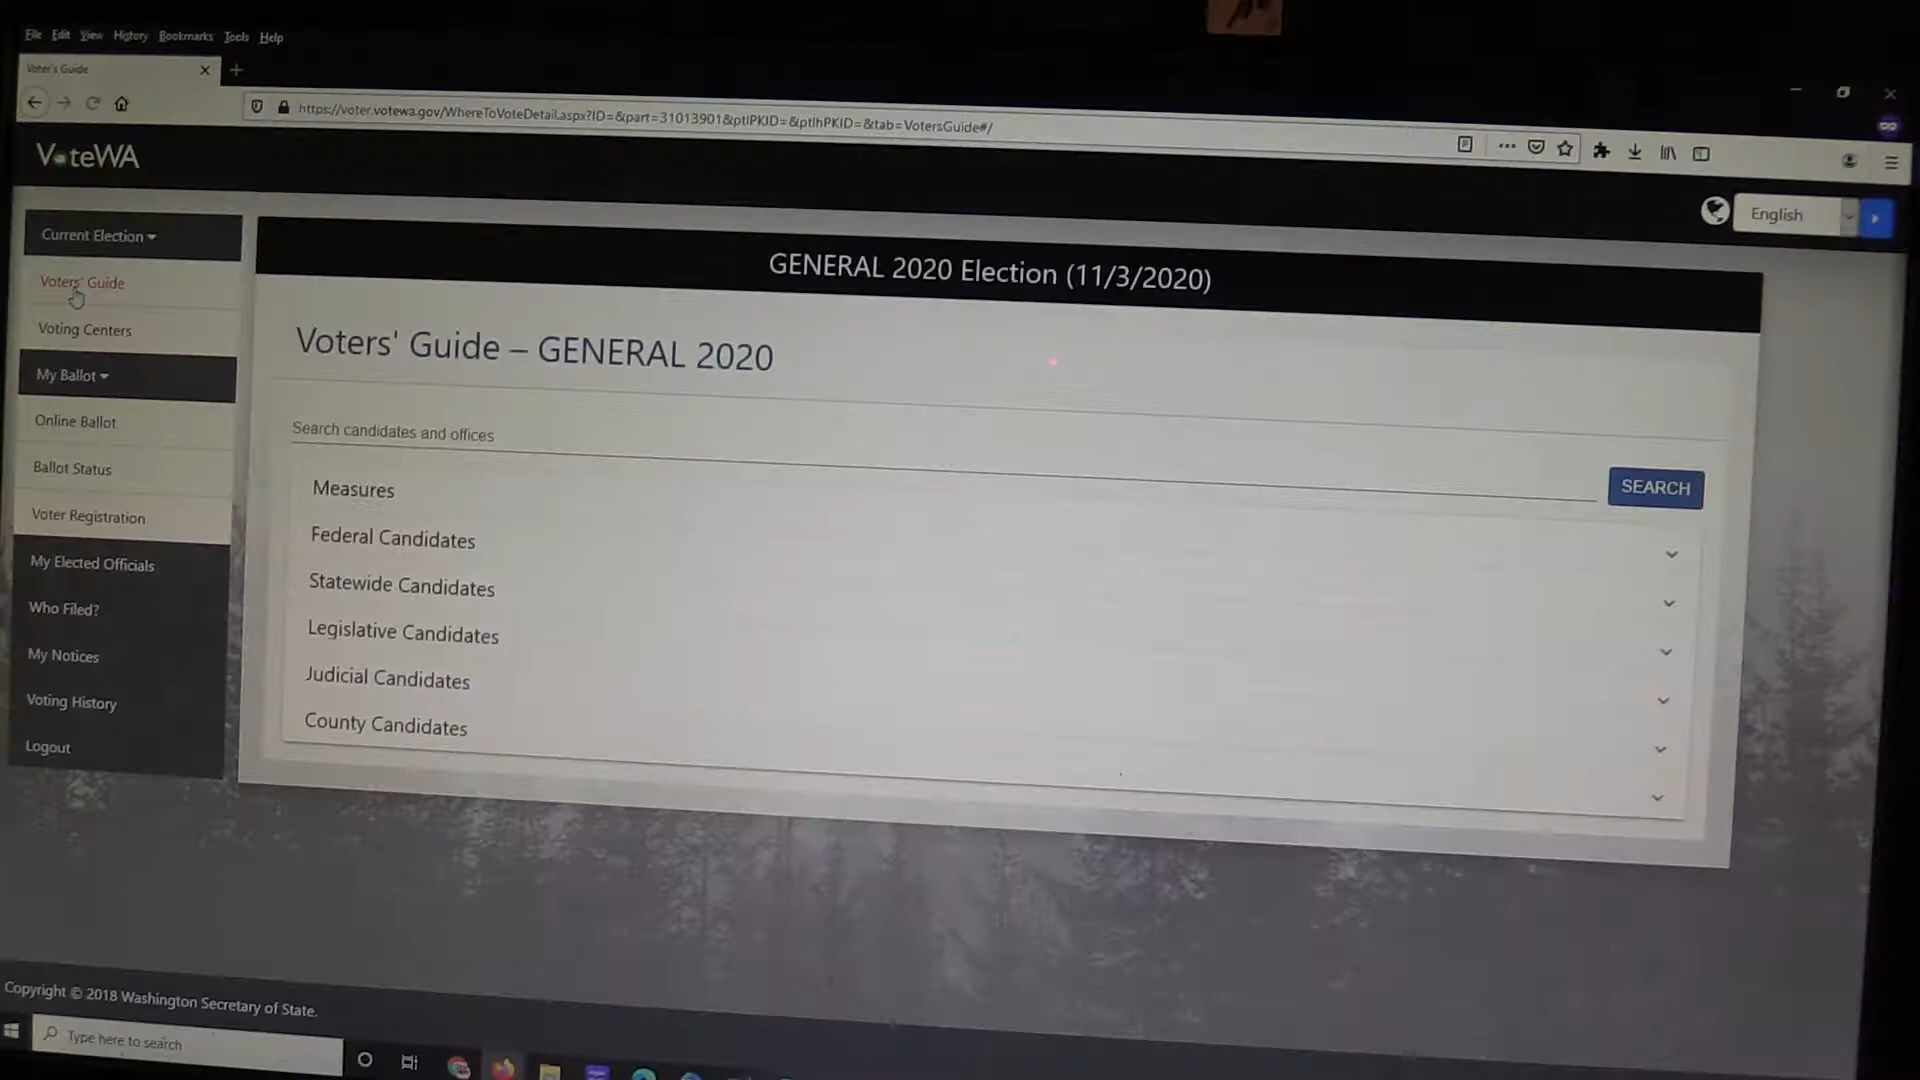 File Edit View History Bookmarks Tools Help
Voter's Guide
https://voter.votewa.gov/WhereToVoteDetail.aspx?ID=&part=31013901&ptlPKID=&ptlhPKID=&tab=VotersGuide#/
VoteWA
English
Current Election
Voters' Guide
Voting Centers
My Ballot
Online Ballot
Ballot Status
Voter Registration
My Elected Officials
Who Filed?
My Notices
Voting History
Logout
GENERAL 2020 Election (11/3/2020)
Voters' Guide – GENERAL 2020
Search candidates and offices
SEARCH
Measures
Federal Candidates
Statewide Candidates
Legislative Candidates
Judicial Candidates
County Candidates
Copyright © 2018 Washington Secretary of State.
Type here to search